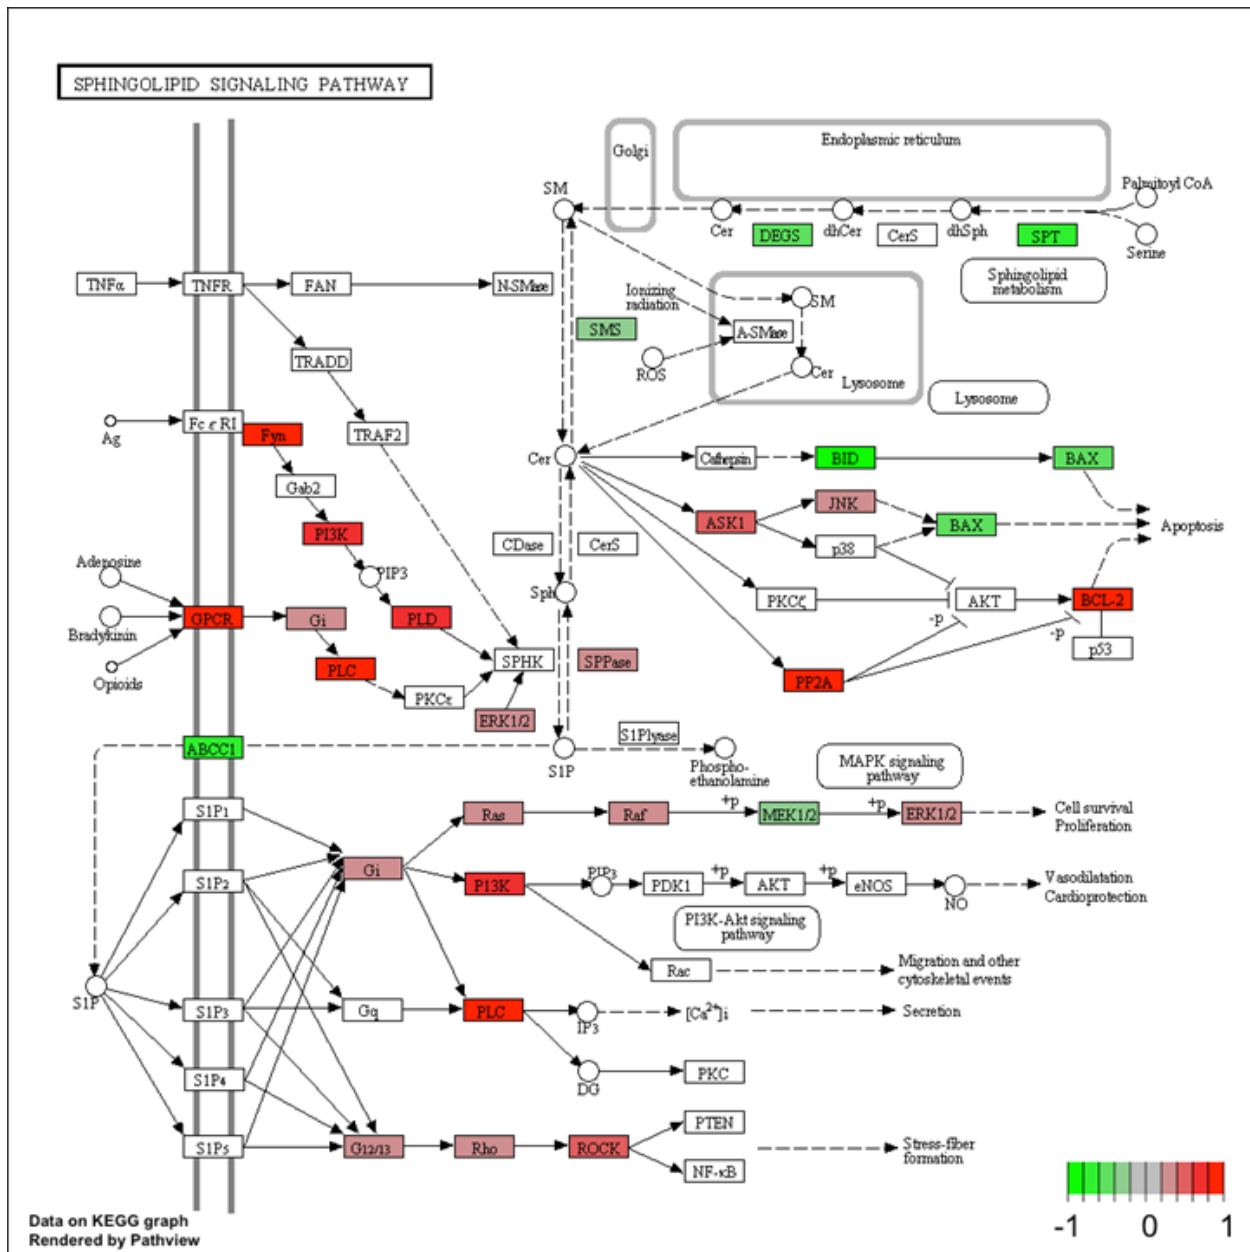 SPHINGOLIPID SIGNALING PATHWAY
Golgi
Endoplasmic reticulum
SM
Palmitoyl CoA
Cer
DEGS
dhCer
CerS
dhSph
SPT
Serine
Sphingolipid
metabolism
TNFα
TNFR
FAN
N-SMase
Ionizing
radiation
SM
SMS
A-SMase
ROS
Cer
Lysosome
TRADD
Lysosome
Ag
Fc ε RI
Fyn
TRAF2
Cer
Cathepsin
BID
BAX
Gab2
ASK1
JNK
BAX
Apoptosis
PI3K
CDase
CerS
p38
Adenosine
PIP3
Sph
PKCζ
AKT
BCL-2
Bradykinin
GPCR
Gi
PLD
-p
-p
p53
Opioids
PLC
SPHK
SPPase
PP2A
PKCε
ERK1/2
ABCC1
S1P
S1Plyase
Phospho-
ethanolamine
MAPK signaling
pathway
S1P1
Ras
Raf
+p
MEK1/2
+p
ERK1/2
Cell survival
Proliferation
Gi
S1P2
P13K
PIP3
PDK1
+p
AKT
+p
eNOS
NO
Vasodilatation
Cardioprotection
PI3K-Akt signaling
pathway
Rac
Migration and other
cytoskeletal events
S1P
S1P3
Gq
PLC
IP3
[Ca2+]i
Secretion
S1P4
DG
PKC
S1P5
G12/13
Rho
ROCK
PTEN
NF-κB
Stress-fiber
formation
-1 0 1
Data on KEGG graph
Rendered by Pathview